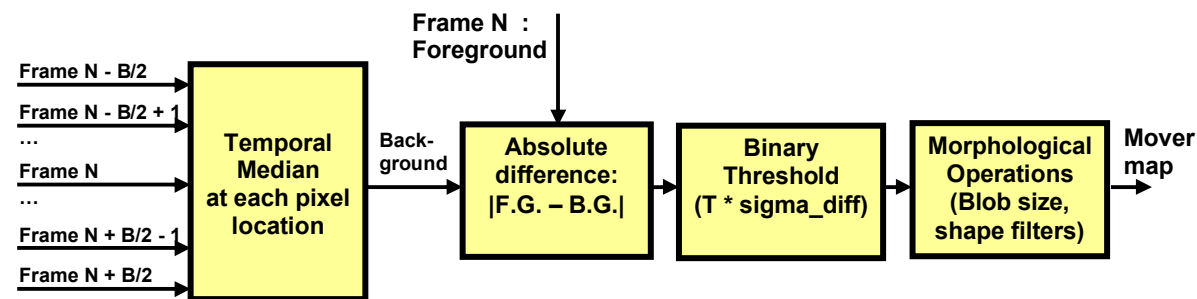 Frame N :
Foreground
Frame N - B/2
Frame N - B/2 + 1
…
Frame N
…
Frame N + B/2 - 1
Frame N + B/2
Temporal
Median
at each pixel
location
Back-
ground
Absolute
difference:
|F.G. – B.G.|
Binary
Threshold
(T * sigma_diff)
Morphological
Operations
(Blob size,
shape filters)
Mover
map